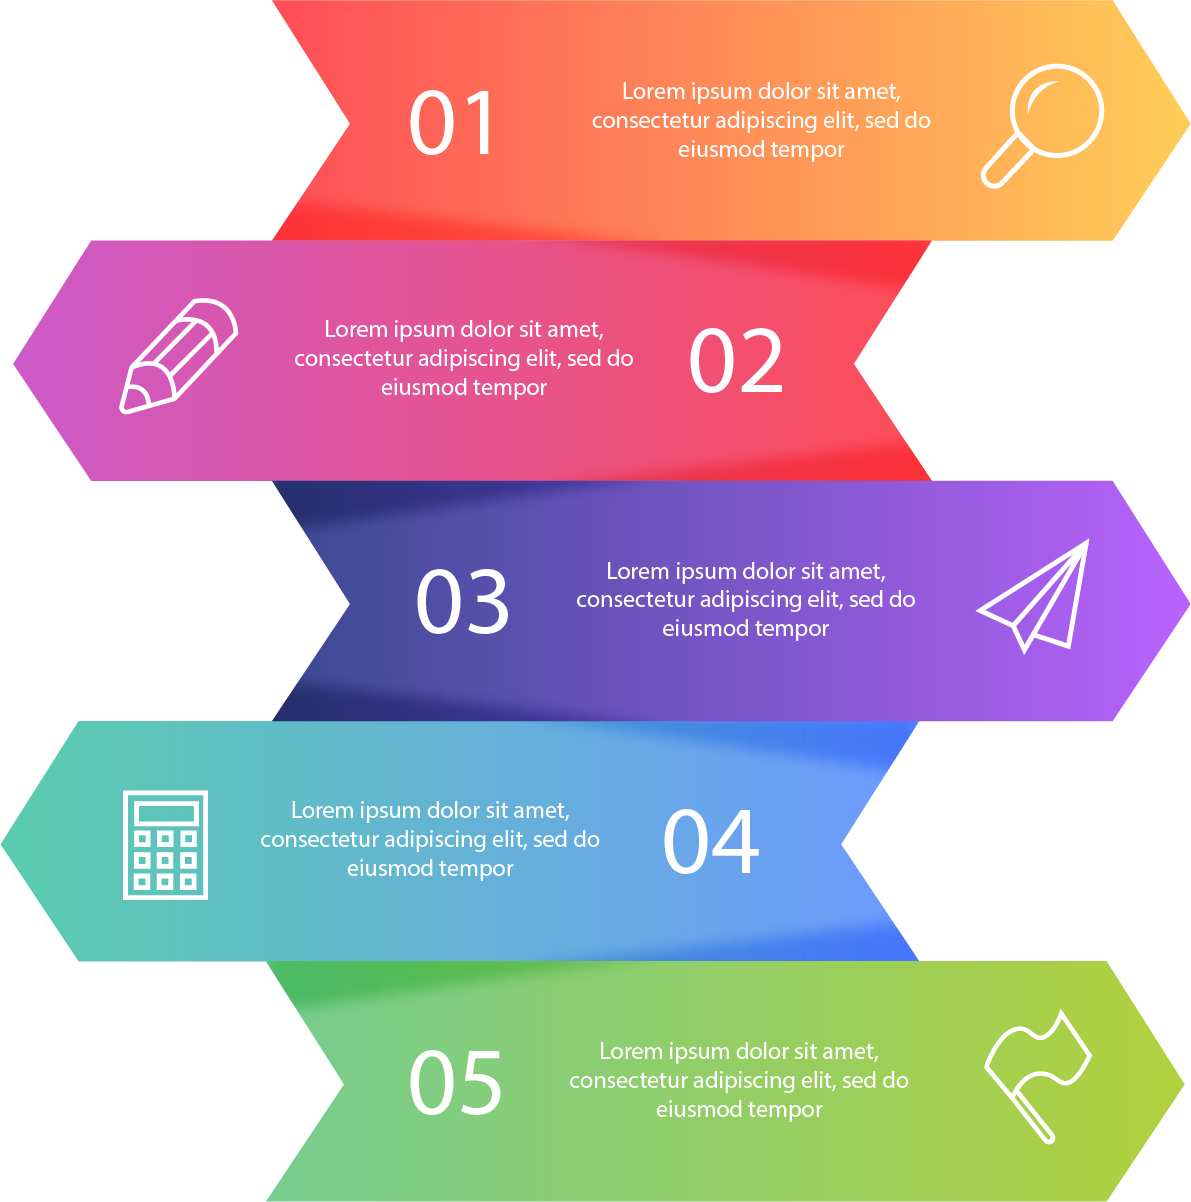 01
Lorem ipsum dolor sit amet,
consectetur adipiscing elit, sed do
eiusmod tempor
Lorem ipsum dolor sit amet,
consectetur adipiscing elit, sed do
eiusmod tempor
02
03
Lorem ipsum dolor sit amet,
consectetur adipiscing elit, sed do
eiusmod tempor
Lorem ipsum dolor sit amet,
consectetur adipiscing elit, sed do
eiusmod tempor
04
05
Lorem ipsum dolor sit amet,
consectetur adipiscing elit, sed do
eiusmod tempor